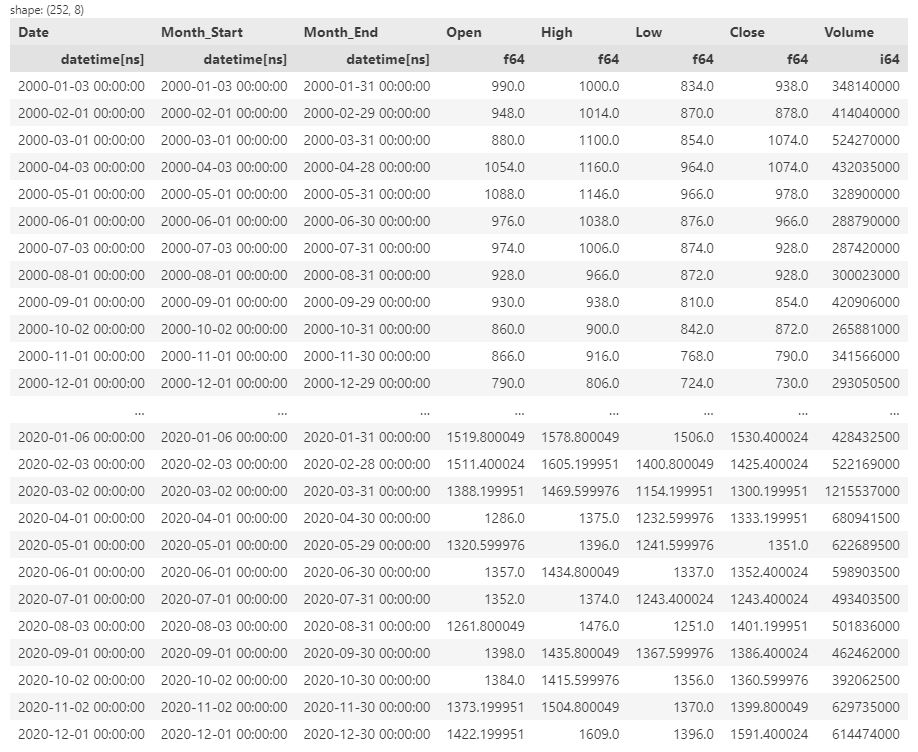 shape: (252, 8)
Date Month_Start Month_End Open High Low Close Volume
datetime[ns] datetime[ns] datetime[ns] f64 f64 f64 f64 i64
2000-01-03 00:00:00 2000-01-03 00:00:00 2000-01-31 00:00:00 990.0 1000.0 834.0 938.0 348140000
2000-02-01 00:00:00 2000-02-01 00:00:00 2000-02-29 00:00:00 948.0 1014.0 870.0 878.0 414040000
2000-03-01 00:00:00 2000-03-01 00:00:00 2000-03-31 00:00:00 880.0 1100.0 854.0 1074.0 524270000
2000-04-03 00:00:00 2000-04-03 00:00:00 2000-04-28 00:00:00 1054.0 1160.0 964.0 1074.0 432035000
2000-05-01 00:00:00 2000-05-01 00:00:00 2000-05-31 00:00:00 1088.0 1146.0 966.0 978.0 328900000
2000-06-01 00:00:00 2000-06-01 00:00:00 2000-06-30 00:00:00 976.0 1038.0 876.0 966.0 288790000
2000-07-03 00:00:00 2000-07-03 00:00:00 2000-07-31 00:00:00 974.0 1006.0 874.0 928.0 287420000
2000-08-01 00:00:00 2000-08-01 00:00:00 2000-08-31 00:00:00 928.0 966.0 872.0 928.0 300023000
2000-09-01 00:00:00 2000-09-01 00:00:00 2000-09-29 00:00:00 930.0 938.0 810.0 854.0 420906000
2000-10-02 00:00:00 2000-10-02 00:00:00 2000-10-31 00:00:00 860.0 900.0 842.0 872.0 265881000
2000-11-01 00:00:00 2000-11-01 00:00:00 2000-11-30 00:00:00 866.0 916.0 768.0 790.0 341566000
2000-12-01 00:00:00 2000-12-01 00:00:00 2000-12-29 00:00:00 790.0 806.0 724.0 730.0 293050500
... ... ... ... ... ... ... ...
2020-01-06 00:00:00 2020-01-06 00:00:00 2020-01-31 00:00:00 1519.800049 1578.800049 1506.0 1530.400024 428432500
2020-02-03 00:00:00 2020-02-03 00:00:00 2020-02-28 00:00:00 1511.400024 1605.199951 1400.800049 1425.400024 522169000
2020-03-02 00:00:00 2020-03-02 00:00:00 2020-03-31 00:00:00 1388.199951 1469.599976 1154.199951 1300.199951 1215537000
2020-04-01 00:00:00 2020-04-01 00:00:00 2020-04-30 00:00:00 1286.0 1375.0 1232.599976 1333.199951 680941500
2020-05-01 00:00:00 2020-05-01 00:00:00 2020-05-29 00:00:00 1320.599976 1396.0 1241.599976 1351.0 622689500
2020-06-01 00:00:00 2020-06-01 00:00:00 2020-06-30 00:00:00 1357.0 1434.800049 1337.0 1352.400024 598903500
2020-07-01 00:00:00 2020-07-01 00:00:00 2020-07-31 00:00:00 1352.0 1374.0 1243.400024 1243.400024 493403500
2020-08-03 00:00:00 2020-08-03 00:00:00 2020-08-31 00:00:00 1261.800049 1476.0 1251.0 1401.199951 501836000
2020-09-01 00:00:00 2020-09-01 00:00:00 2020-09-30 00:00:00 1398.0 1435.800049 1367.599976 1386.400024 462462000
2020-10-02 00:00:00 2020-10-02 00:00:00 2020-10-30 00:00:00 1384.0 1415.599976 1356.0 1360.599976 392062500
2020-11-02 00:00:00 2020-11-02 00:00:00 2020-11-30 00:00:00 1373.199951 1504.800049 1370.0 1399.800049 629735000
2020-12-01 00:00:00 2020-12-01 00:00:00 2020-12-30 00:00:00 1422.199951 1609.0 1396.0 1591.400024 614474000